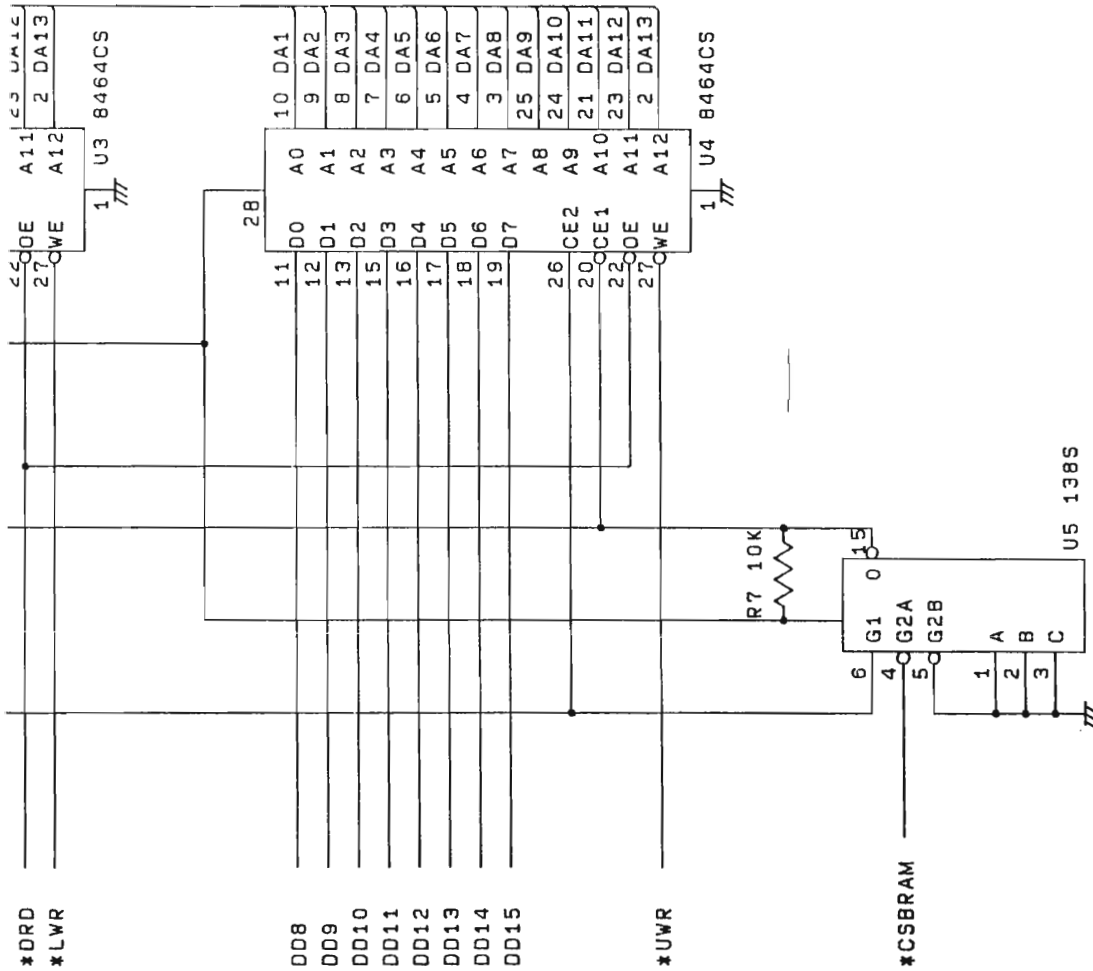 23 DA12
2 DA13
A11
A12
U3 8464CS
1
22 OE
27 WE
10 DA1
9 DA2
8 DA3
7 DA4
6 DA5
5 DA6
4 DA7
3 DA8
25 DA9
24 DA10
21 DA11
23 DA12
2 DA13
U4 8464CS
28
A0
A1
A2
A3
A4
A5
A6
A7
A8
A9
A10
A11
A12
1
D0
D1
D2
D3
D4
D5
D6
D7
CE2
CE1
OE
WE
11
12
13
15
16
17
18
19
26
20
22
27
R7 10K
15
0
U5 138S
G1
G2A
G2B
A
B
C
6
4
5
1
2
3
*DRD
*LWR
DD8
DD9
DD10
DD11
DD12
DD13
DD14
DD15
*UWR
*CSBRAM